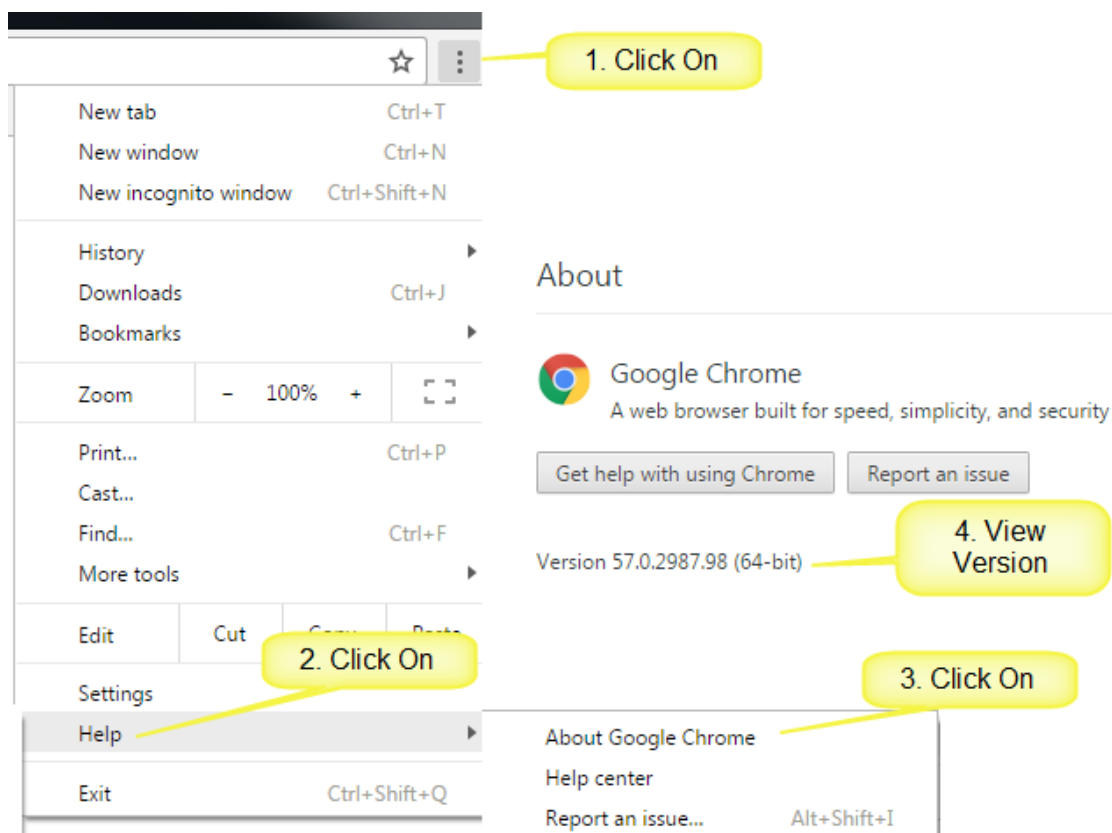 1. Click On
New tab Ctrl+T
New window Ctrl+N
New incognito window Ctrl+Shift+N
History
Downloads Ctrl+J
Bookmarks
Zoom - 100% +
Print... Ctrl+P
Cast...
Find... Ctrl+F
More tools
Edit Cut Copy Paste
2. Click On
Settings
Help
Exit Ctrl+Shift+Q
About
Google Chrome
A web browser built for speed, simplicity, and security
Get help with using Chrome Report an issue
4. View
Version
Version 57.0.2987.98 (64-bit)
3. Click On
About Google Chrome
Help center
Report an issue... Alt+Shift+I